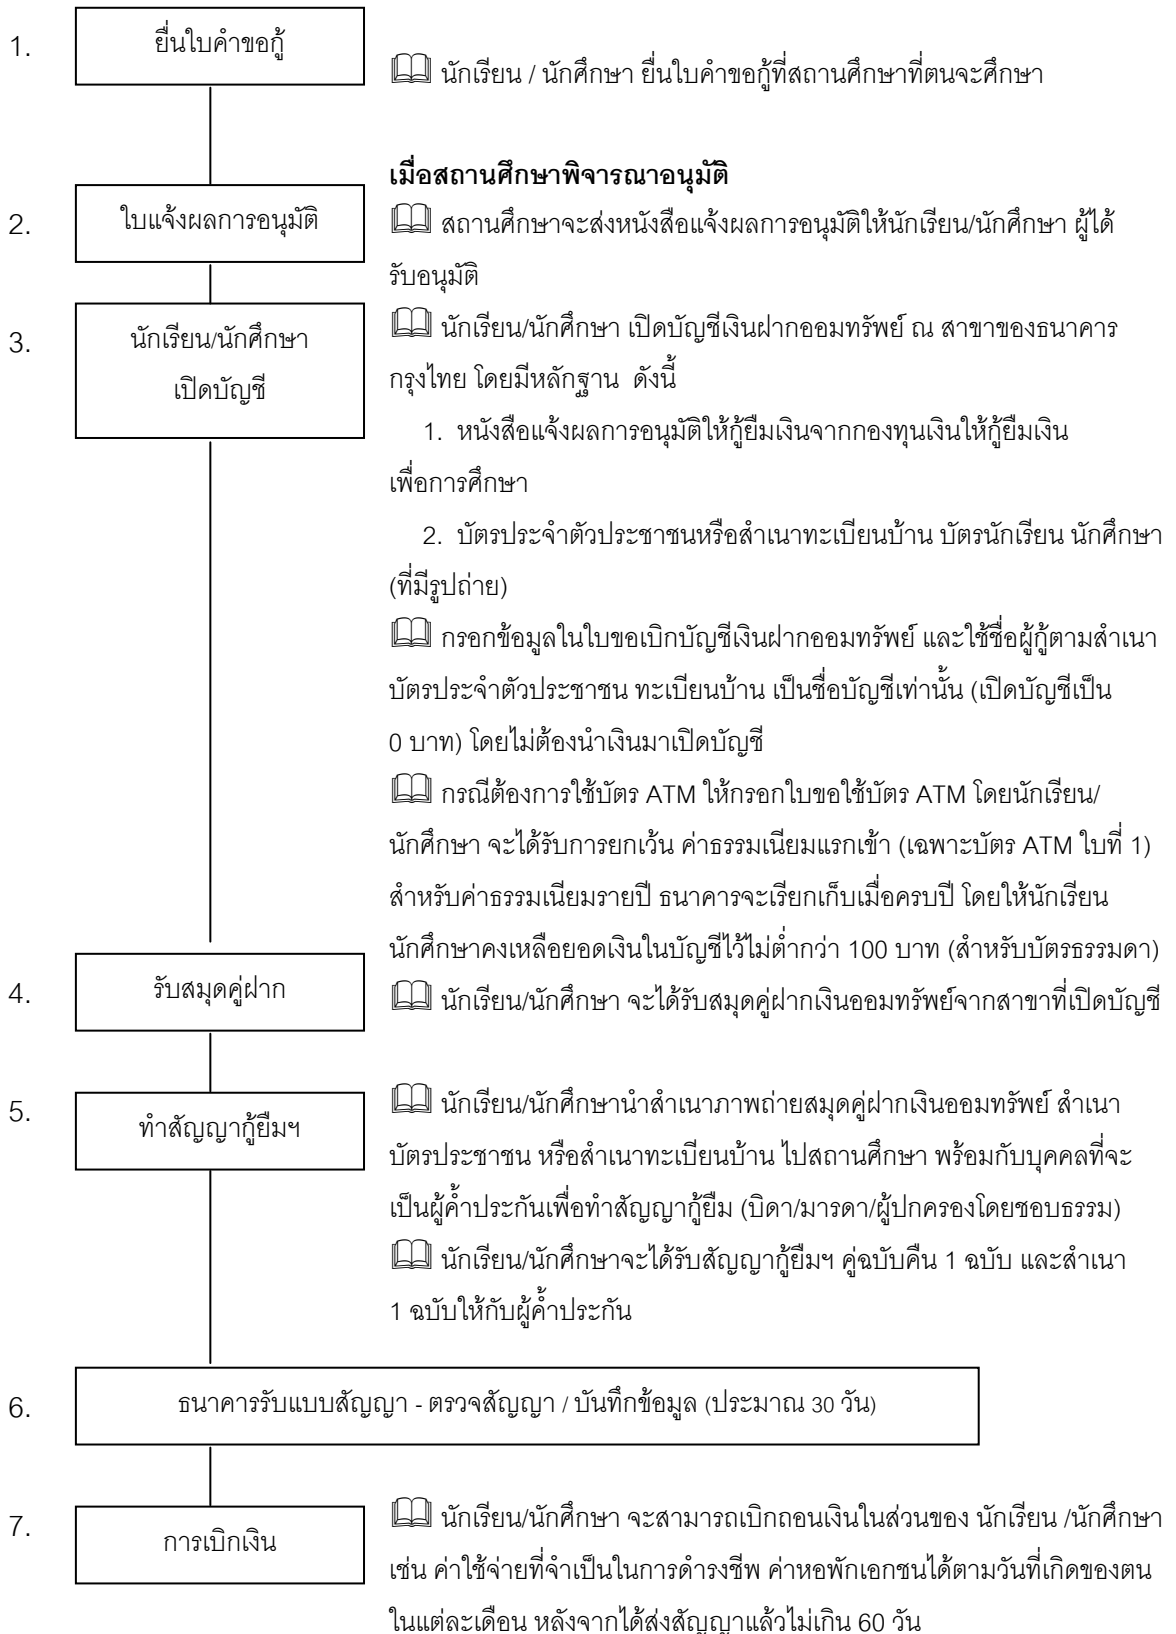 1.
ยื่นใบคำขอกู้
นักเรียน / นักศึกษา ยื่นใบคำขอกู้ที่สถานศึกษาที่ตนจะศึกษา
เมื่อสถานศึกษาพิจารณาอนุมัติ
2.
ใบแจ้งผลการอนุมัติ
สถานศึกษาจะส่งหนังสือแจ้งผลการอนุมัติให้นักเรียน/นักศึกษา ผู้ได้
รับอนุมัติ
3.
นักเรียน/นักศึกษา
เปิดบัญชี
นักเรียน/นักศึกษา เปิดบัญชีเงินฝากออมทรัพย์ ณ สาขาของธนาคาร
กรุงไทย โดยมีหลักฐาน ดังนี้
1. หนังสือแจ้งผลการอนุมัติให้กู้ยืมเงินจากกองทุนเงินให้กู้ยืมเงิน
เพื่อการศึกษา
2. บัตรประจำตัวประชาชนหรือสำเนาทะเบียนบ้าน บัตรนักเรียน นักศึกษา
(ที่มีรูปถ่าย)
กรอกข้อมูลในใบขอเบิกบัญชีเงินฝากออมทรัพย์ และใช้ชื่อผู้กู้ตามสำเนา
บัตรประจำตัวประชาชน ทะเบียนบ้าน เป็นชื่อบัญชีเท่านั้น (เปิดบัญชีเป็น
0 บาท) โดยไม่ต้องนำเงินมาเปิดบัญชี
กรณีต้องการใช้บัตร ATM ให้กรอกใบขอใช้บัตร ATM โดยนักเรียน/
นักศึกษา จะได้รับการยกเว้น ค่าธรรมเนียมแรกเข้า (เฉพาะบัตร ATM ใบที่ 1)
สำหรับค่าธรรมเนียมรายปี ธนาคารจะเรียกเก็บเมื่อครบปี โดยให้นักเรียน
นักศึกษาคงเหลือยอดเงินในบัญชีไว้ไม่ต่ำกว่า 100 บาท (สำหรับบัตรธรรมดา)
4.
รับสมุดคู่ฝาก
นักเรียน/นักศึกษา จะได้รับสมุดคู่ฝากเงินออมทรัพย์จากสาขาที่เปิดบัญชี
5.
ทำสัญญากู้ยืมฯ
นักเรียน/นักศึกษานำสำเนาภาพถ่ายสมุดคู่ฝากเงินออมทรัพย์ สำเนา
บัตรประชาชน หรือสำเนาทะเบียนบ้าน ไปสถานศึกษา พร้อมกับบุคคลที่จะ
เป็นผู้ค้ำประกันเพื่อทำสัญญากู้ยืม (บิดา/มารดา/ผู้ปกครองโดยชอบธรรม)
นักเรียน/นักศึกษาจะได้รับสัญญากู้ยืมฯ คู่ฉบับคืน 1 ฉบับ และสำเนา
1 ฉบับให้กับผู้ค้ำประกัน
6.
ธนาคารรับแบบสัญญา - ตรวจสัญญา / บันทึกข้อมูล (ประมาณ 30 วัน)
7.
การเบิกเงิน
นักเรียน/นักศึกษา จะสามารถเบิกถอนเงินในส่วนของ นักเรียน /นักศึกษา
เช่น ค่าใช้จ่ายที่จำเป็นในการดำรงชีพ ค่าหอพักเอกชนได้ตามวันที่เกิดของตน
ในแต่ละเดือน หลังจากได้ส่งสัญญาแล้วไม่เกิน 60 วัน